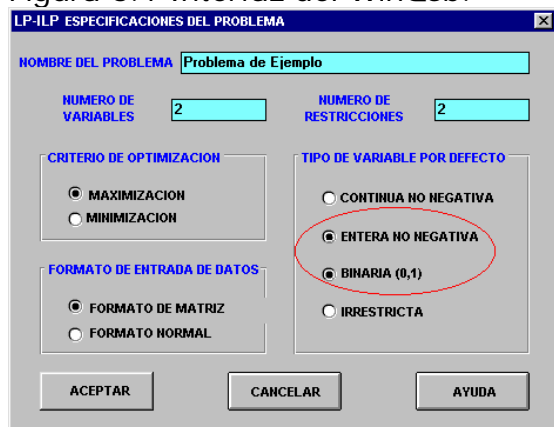 LP-ILP ESPECIFICACIONES DEL PROBLEMA
NOMBRE DEL PROBLEMA Problema de Ejemplo
NUMERO DE VARIABLES 2
NUMERO DE RESTRICCIONES 2
CRITERIO DE OPTIMIZACION
MAXIMIZACION
MINIMIZACION
TIPO DE VARIABLE POR DEFECTO
CONTINUA NO NEGATIVA
ENTERA NO NEGATIVA
BINARIA (0,1)
IRRESTRICTA
FORMATO DE ENTRADA DE DATOS
FORMATO DE MATRIZ
FORMATO NORMAL
ACEPTAR CANCELAR AYUDA